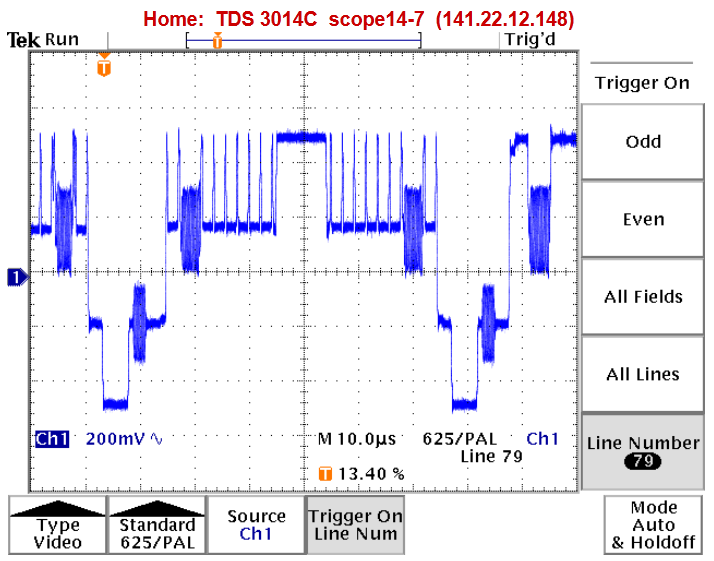 Home: TDS 3014C scope14-7 (141.22.12.148)
Tek Run Trig'd
T
T
Trigger On
Odd
Even
All Fields
All Lines
Line Number
79
1
Ch1 200mV∿ M 10.0µs 625/PAL Ch1
Line 79
T 13.40 %
Type
Video
Standard
625/PAL
Source
Ch1
Trigger On
Line Num
Mode
Auto
& Holdoff